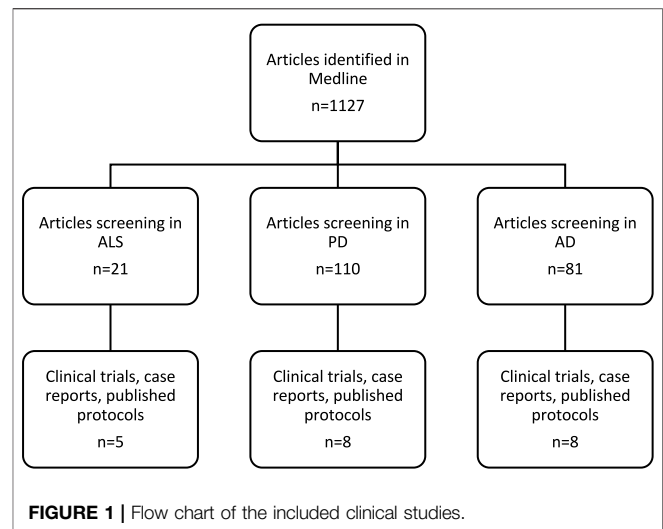 Articles identified in
Medline
n=1127
Articles screening in
ALS
n=21
Articles screening in
PD
n=110
Articles screening in
AD
n=81
Clinical trials, case
reports, published
protocols
n=5
Clinical trials, case
reports, published
protocols
n=8
Clinical trials, case
reports, published
protocols
n=8
FIGURE 1 | Flow chart of the included clinical studies.